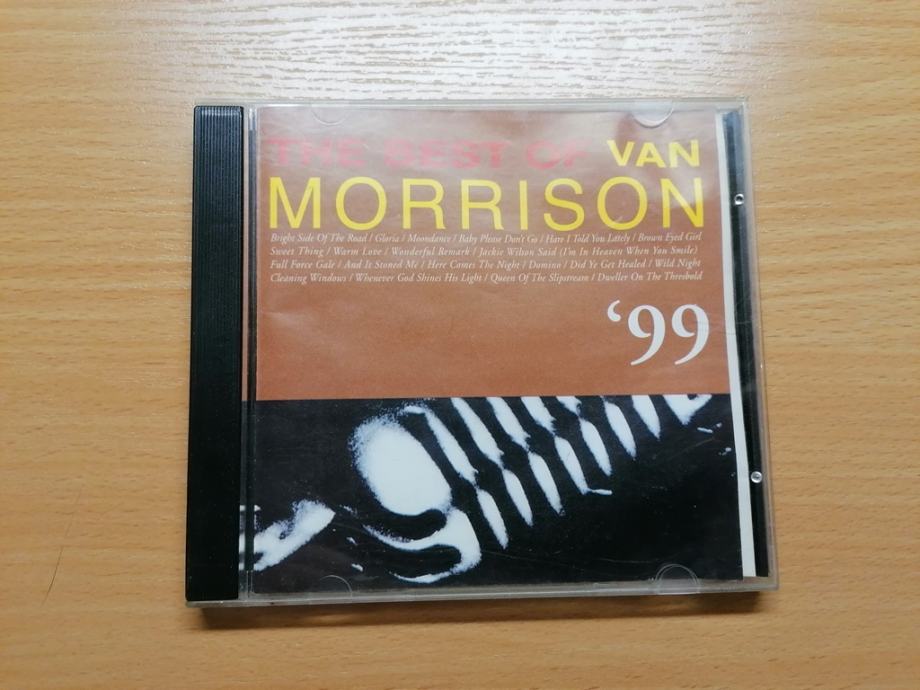 THE BEST OF VAN
MORRISON
Bright Side Of The Road / Gloria / Moondance / Baby Please Don't Go / Have I Told You Lately / Brown Eyed Girl
Sweet Thing / Warm Love / Wonderful Remark / Jackie Wilson Said (I'm In Heaven When You Smile)
Full Force Gale / And It Stoned Me / Here Comes The Night / Domino / Did Ye Get Healed / Wild Night
Cleaning Windows / Whenever God Shines His Light / Queen Of The Slipstream / Dweller On The Threshold
'99